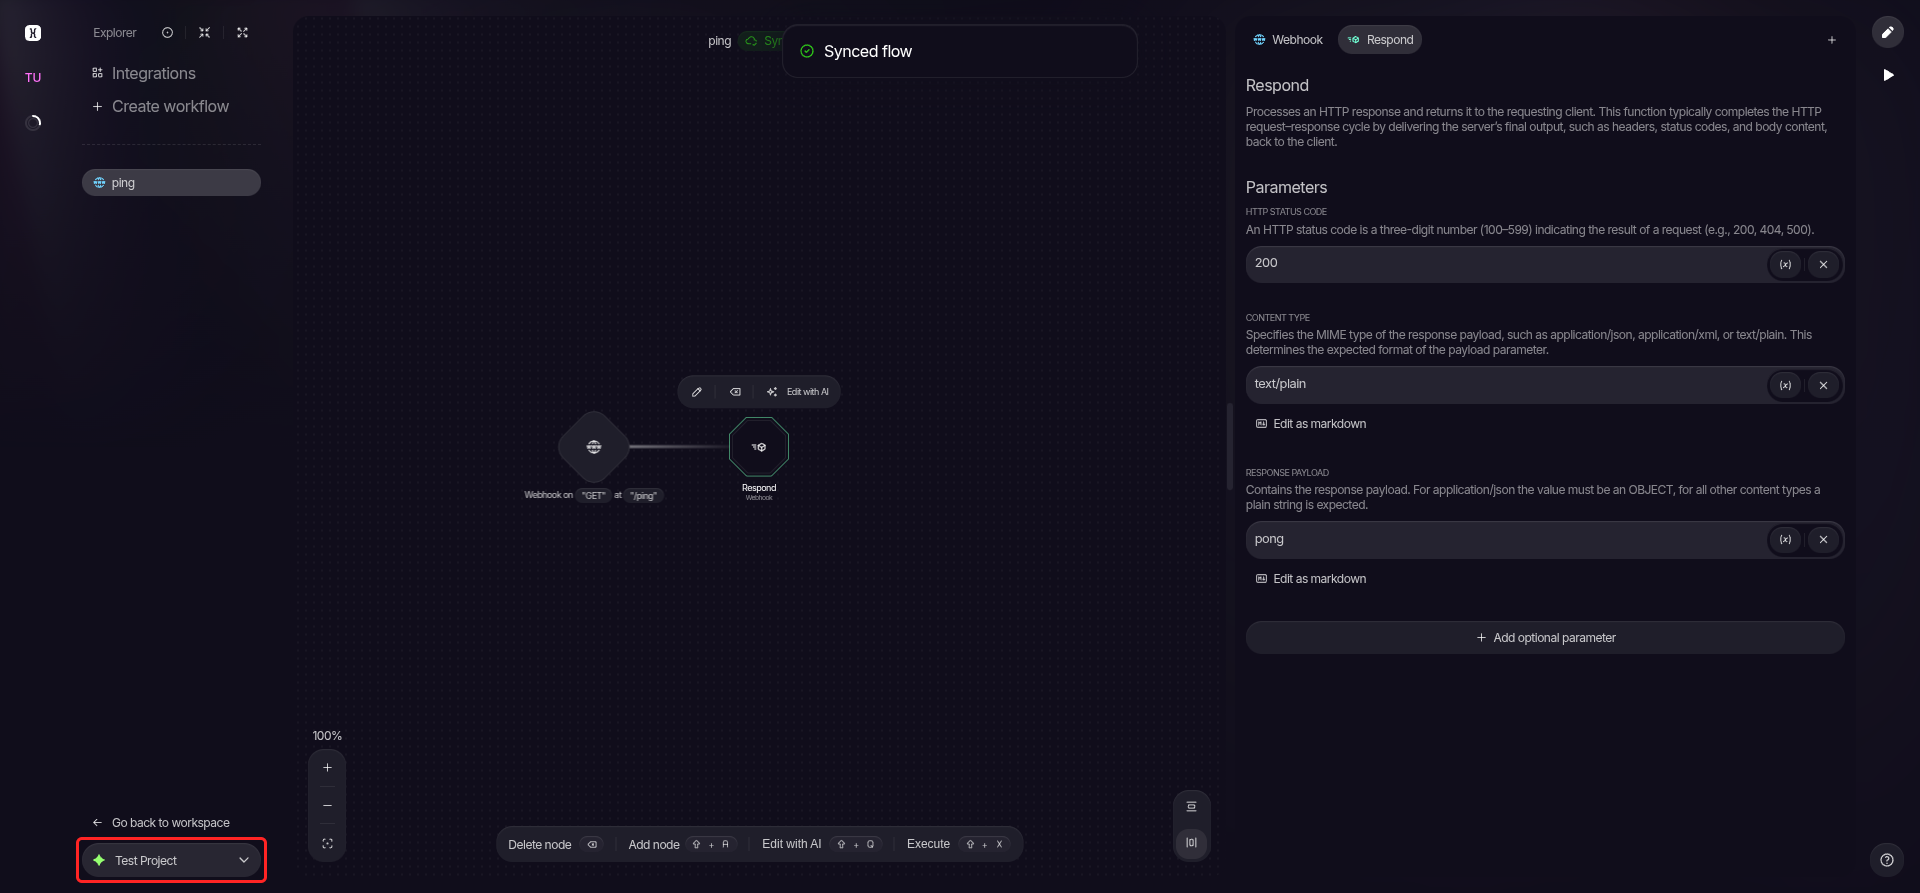 Explorer
TU
Integrations
Create workflow
ping
Go back to workspace
Test Project
ping
Synced flow
Edit with AI
Webhook on "GET" at "/ping"
Respond
Webhook
100%
Delete node
Add node ⇧ + A
Edit with AI ⇧ + Q
Execute ⇧ + X
Webhook
Respond
Respond
Processes an HTTP response and returns it to the requesting client. This function typically completes the HTTP
request–response cycle by delivering the server's final output, such as headers, status codes, and body content,
back to the client.
Parameters
HTTP STATUS CODE
An HTTP status code is a three-digit number (100–599) indicating the result of a request (e.g., 200, 404, 500).
200
(x)
CONTENT TYPE
Specifies the MIME type of the response payload, such as application/json, application/xml, or text/plain. This
determines the expected format of the payload parameter.
text/plain
(x)
Edit as markdown
RESPONSE PAYLOAD
Contains the response payload. For application/json the value must be an OBJECT, for all other content types a
plain string is expected.
pong
(x)
Edit as markdown
Add optional parameter